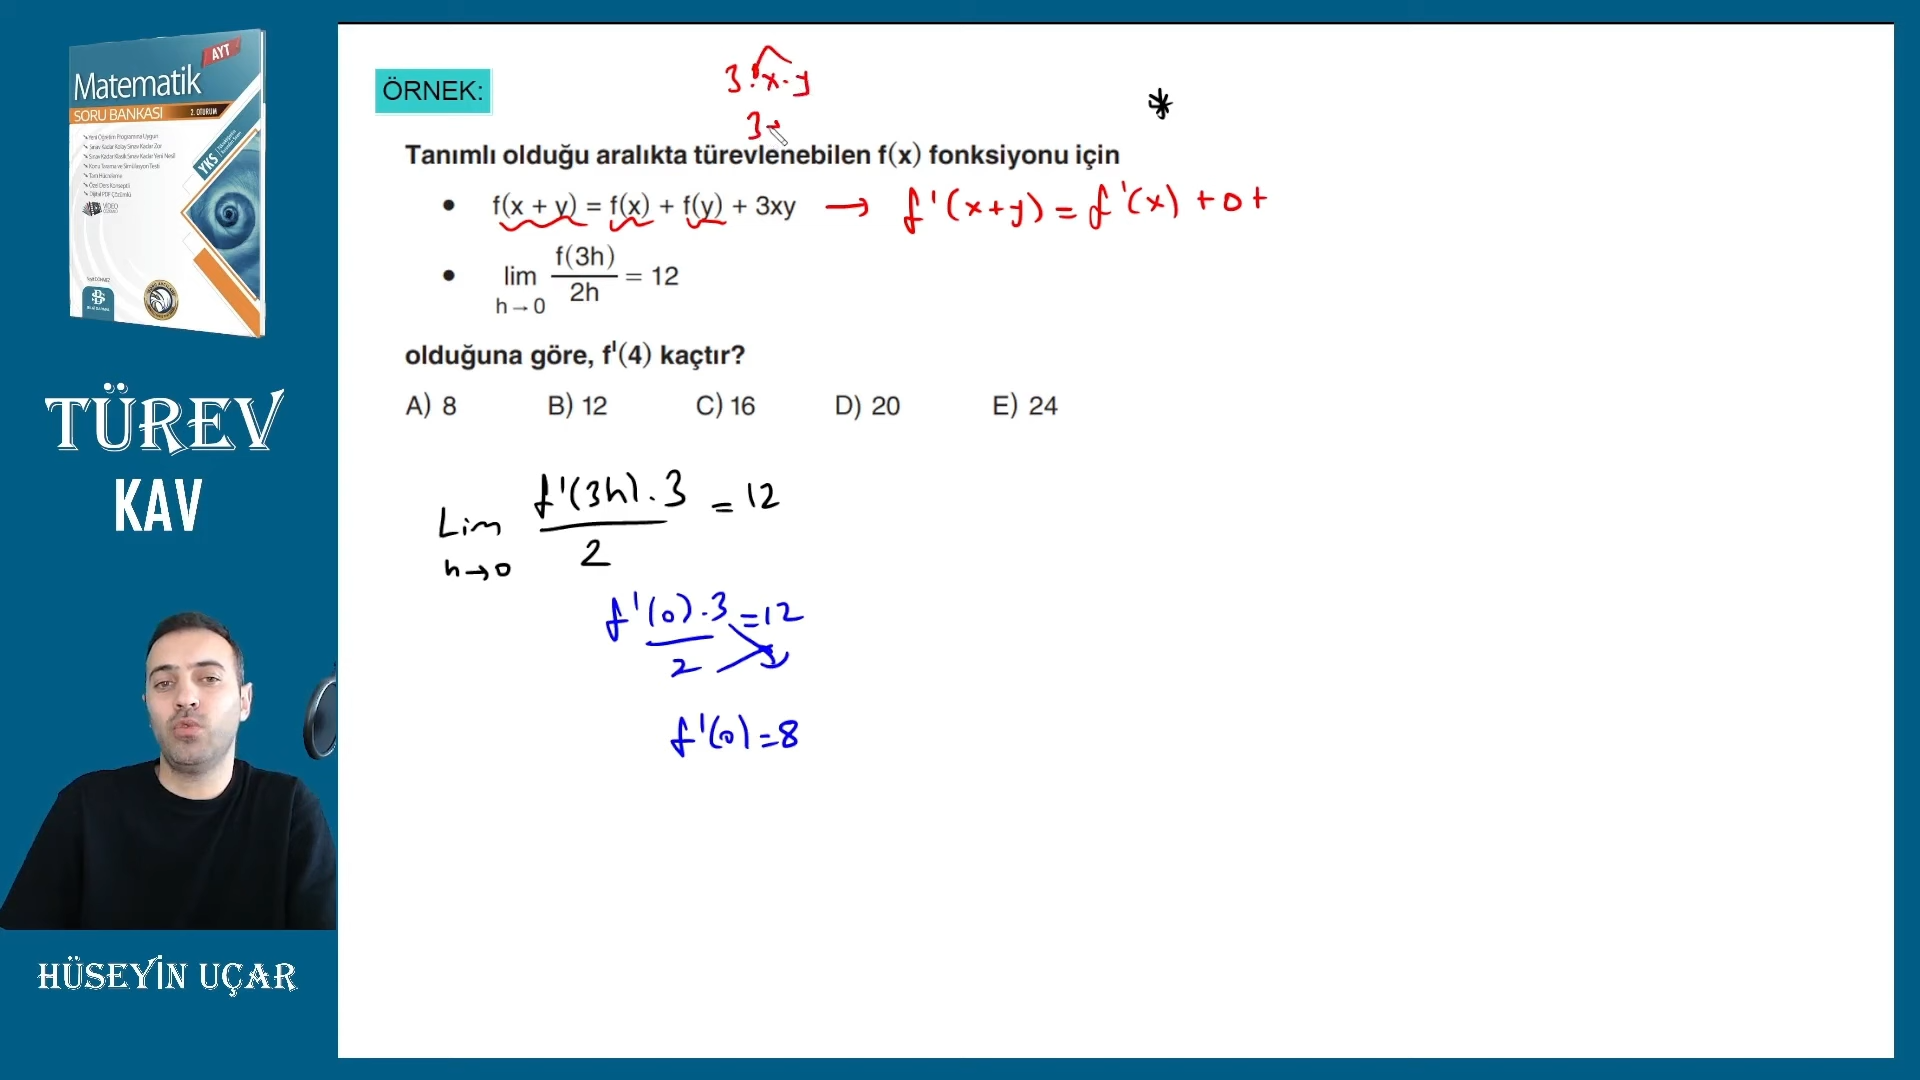 AYT
Matematik
SORU BANKASI 2. OTURUM
YKS
VIDEO
TÜREV
KAV
HÜSEYİN UÇAR
ÖRNEK:
3.x.y
3
*
Tanımlı olduğu aralıkta türevlenebilen f(x) fonksiyonu için
• f(x + y) = f(x) + f(y) + 3xy → f'(x+y) = f'(x) + 0 +
• lim h→0 f(3h)/2h = 12
olduğuna göre, f'(4) kaçtır?
A) 8 B) 12 C) 16 D) 20 E) 24
Lim h→0 f'(3h).3/2 = 12
f'(0).3/2 = 12
f'(0) = 8